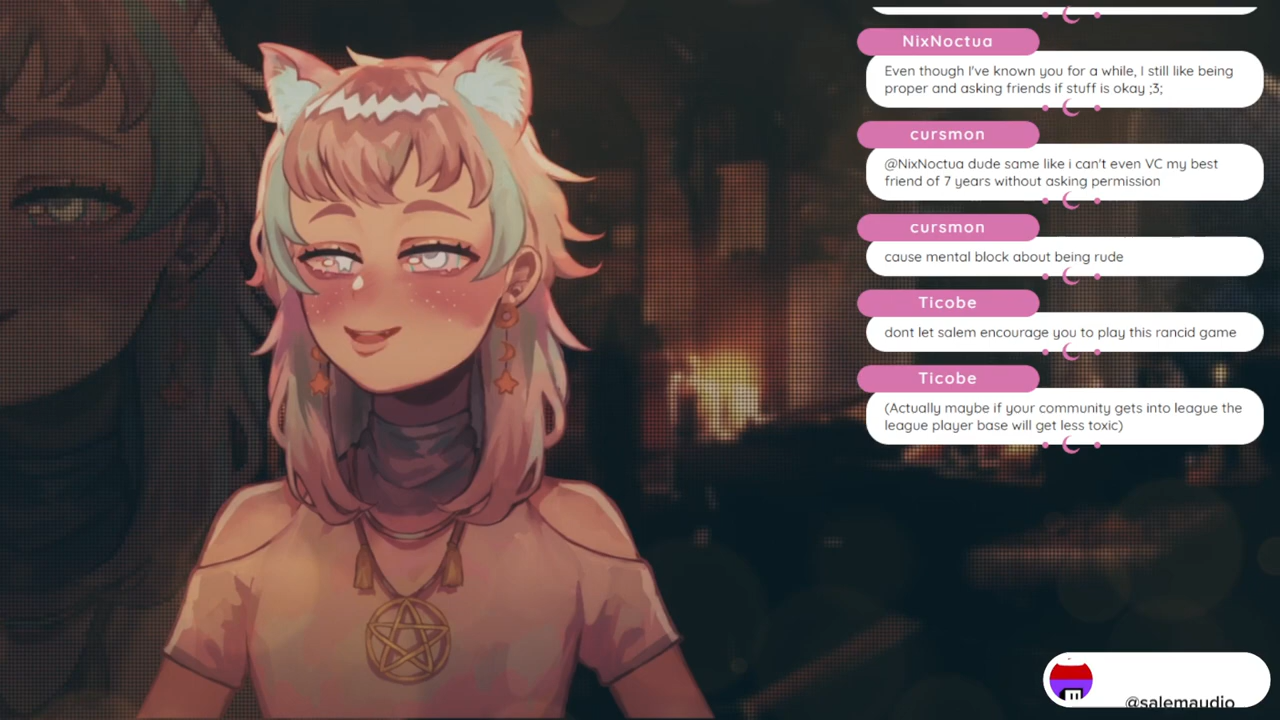 NixNoctua
Even though I've known you for a while, I still like being
proper and asking friends if stuff is okay ;3;
cursmon
@NixNoctua dude same like i can't even VC my best
friend of 7 years without asking permission
cursmon
cause mental block about being rude
Ticobe
dont let salem encourage you to play this rancid game
Ticobe
(Actually maybe if your community gets into league the
league player base will get less toxic)
@salemaudio